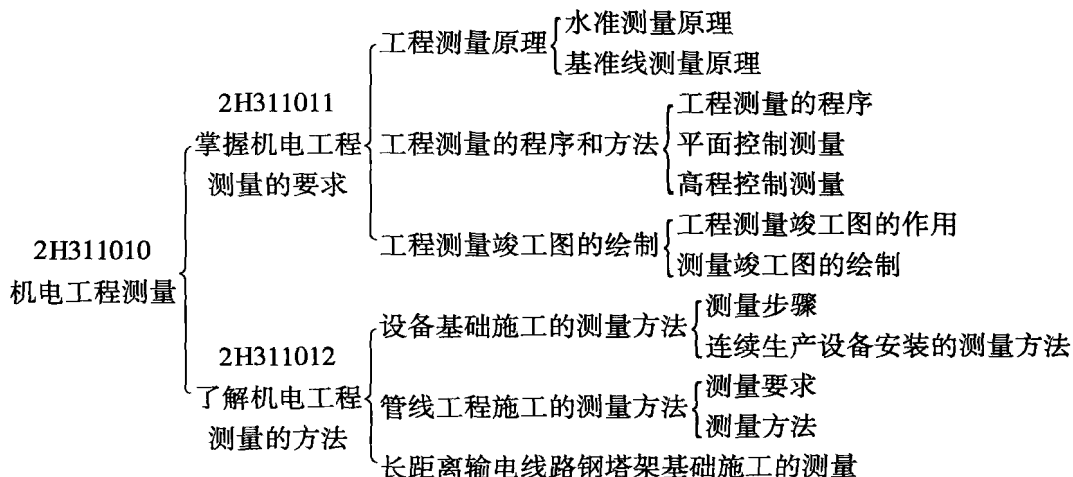 2H311010
机电工程测量
2H311011
掌握机电工程
测量的要求
工程测量原理
水准测量原理
基准线测量原理
工程测量的程序和方法
工程测量的程序
平面控制测量
高程控制测量
工程测量竣工图的绘制
工程测量竣工图的作用
测量竣工图的绘制
2H311012
了解机电工程
测量的方法
设备基础施工的测量方法
测量步骤
连续生产设备安装的测量方法
管线工程施工的测量方法
测量要求
测量方法
长距离输电线路钢塔架基础施工的测量